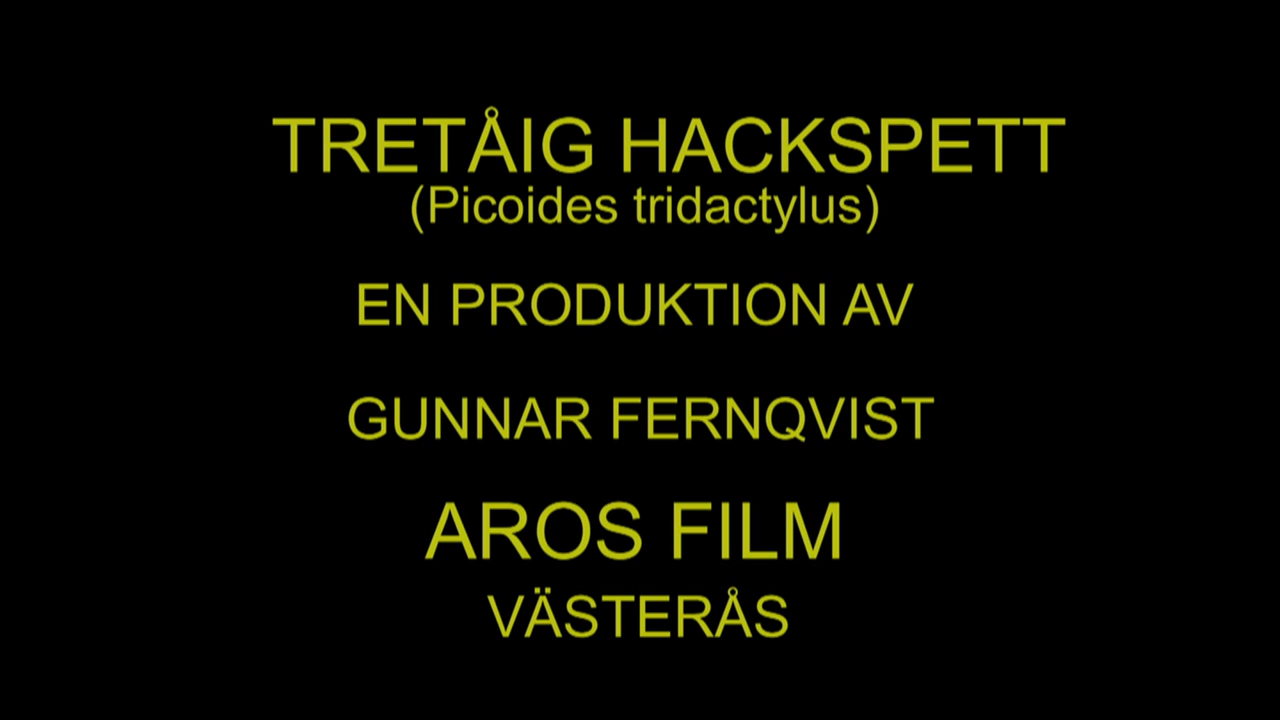 TRETÅIG HACKSPETT
(Picoides tridactylus)
EN PRODUKTION AV
GUNNAR FERNQVIST
AROS FILM
VÄSTERÅS